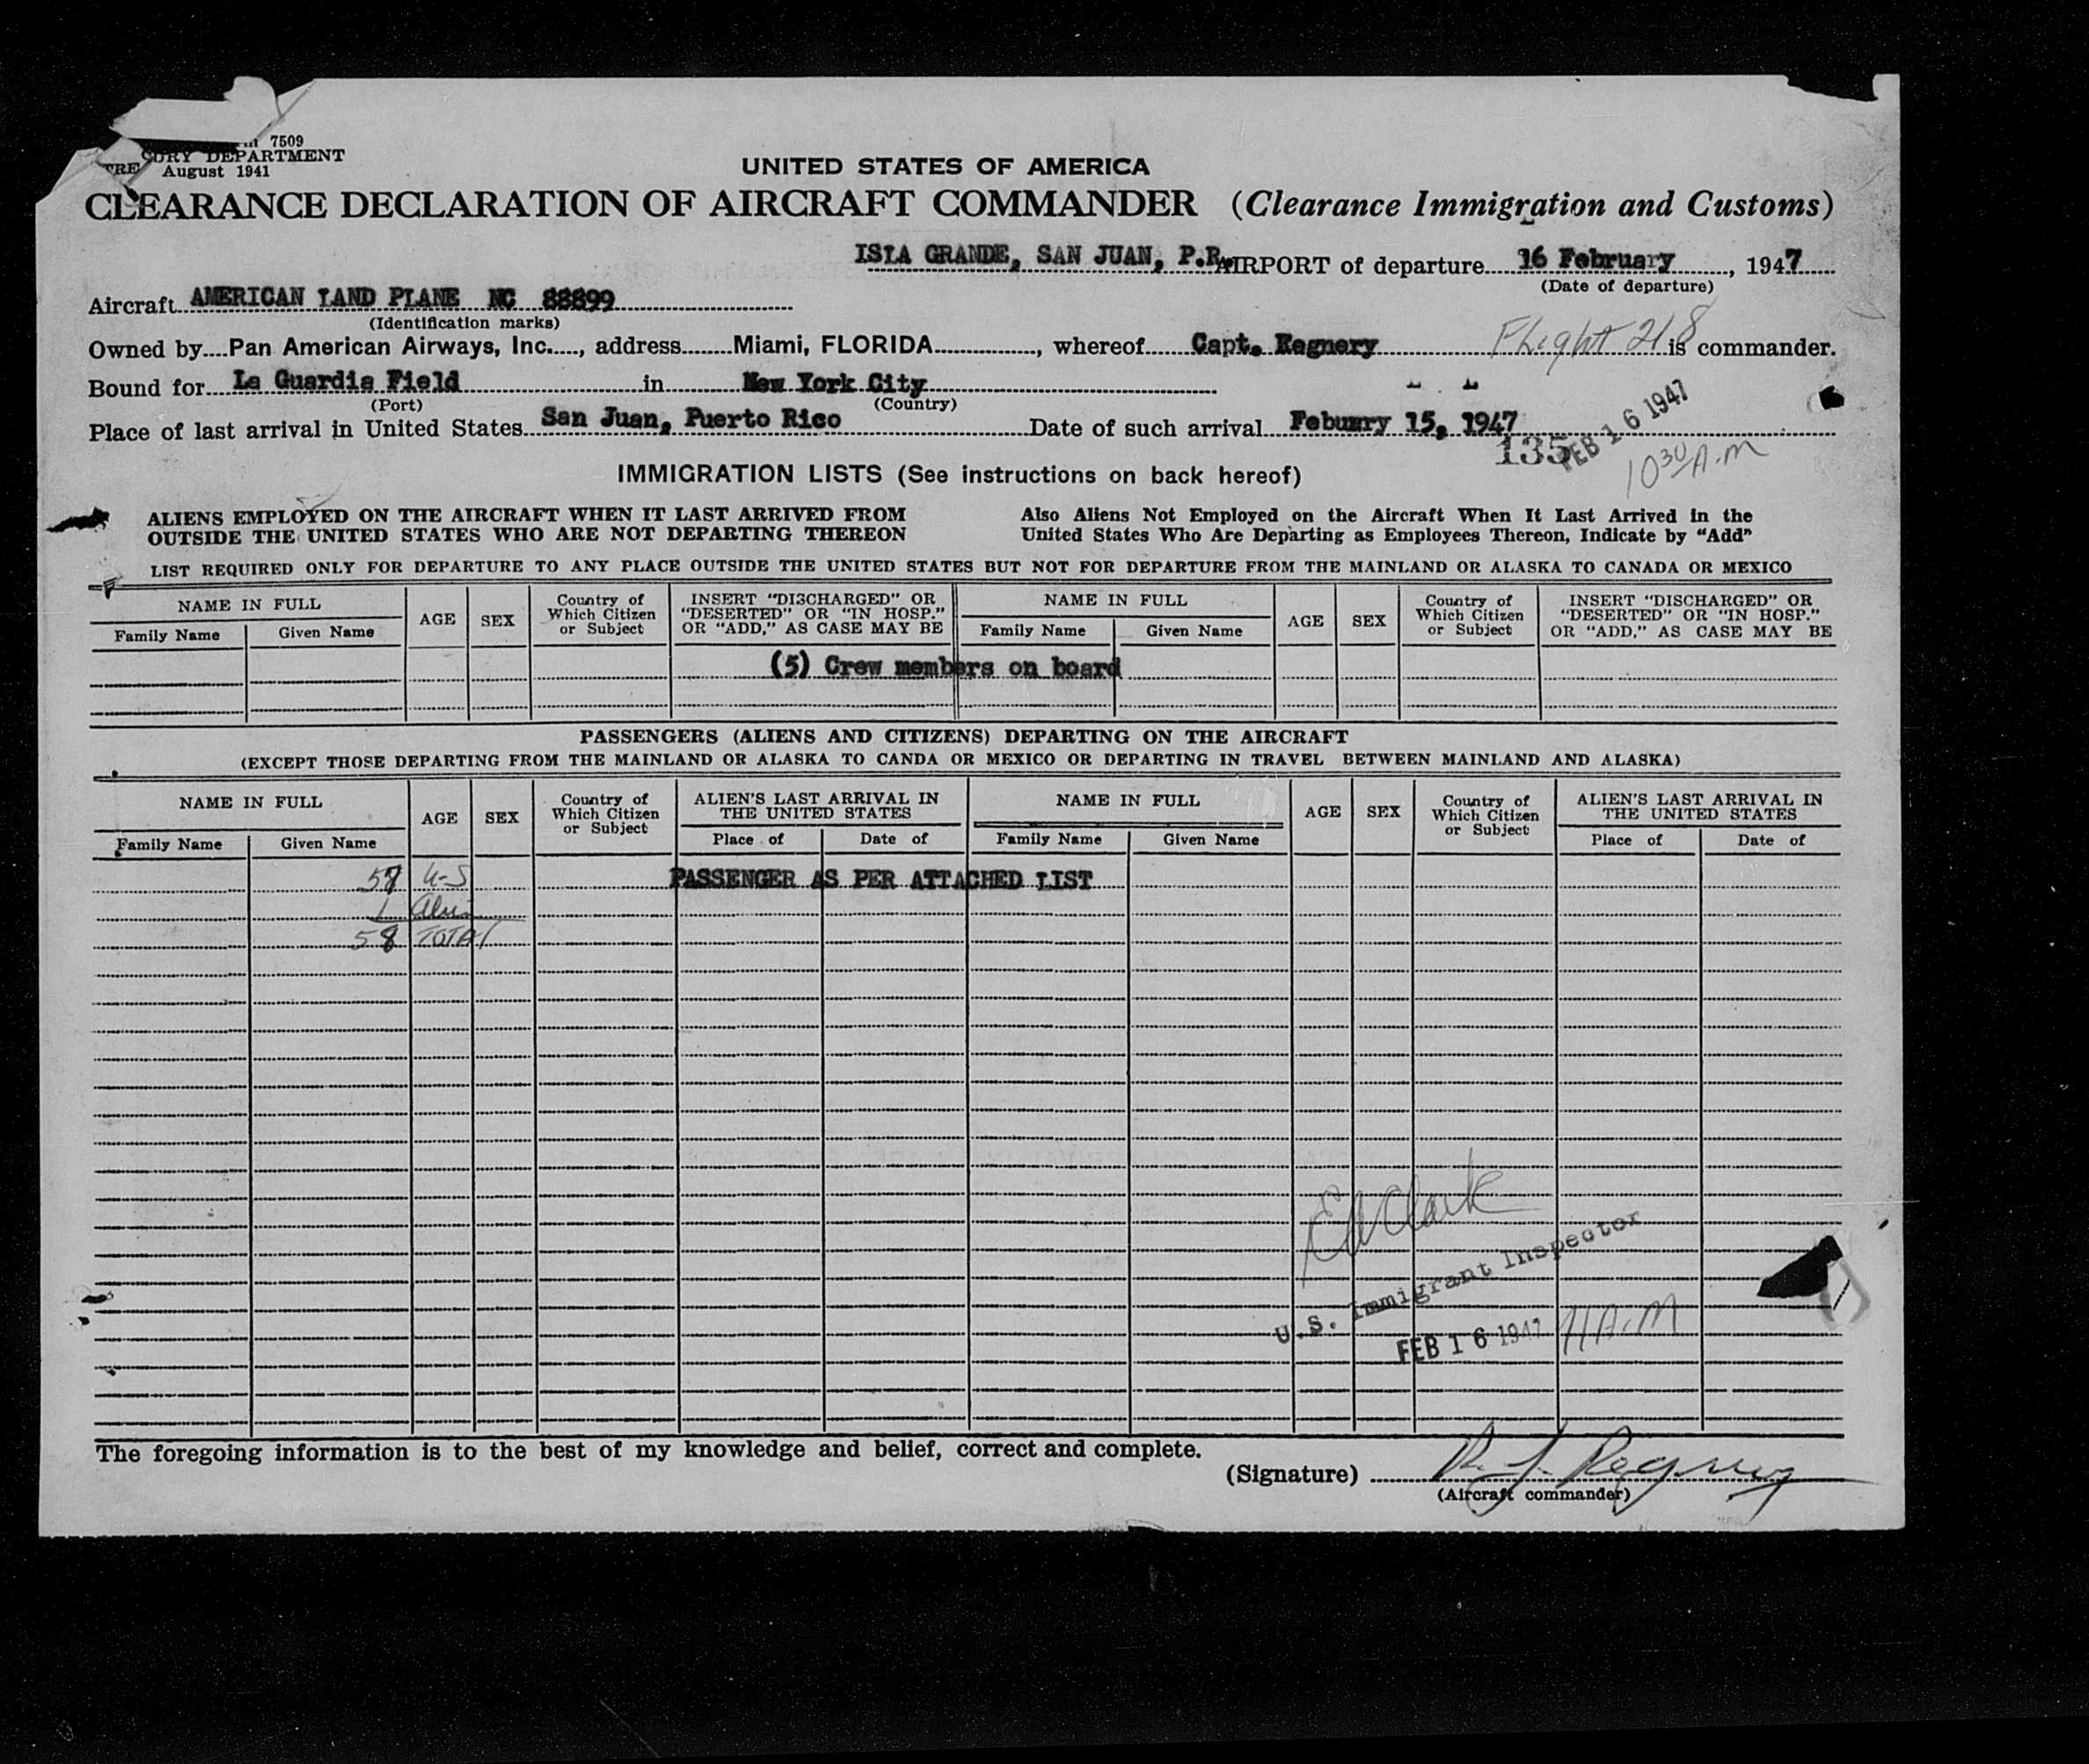 7509
TRE SURY DEPARTMENT
August 1941
UNITED STATES OF AMERICA
CLEARANCE DECLARATION OF AIRCRAFT COMMANDER (Clearance Immigration and Customs)
ISLA GRANDE, SAN JUAN, P.R. AIRPORT of departure 16 February, 1947
(Date of departure)
Aircraft AMERICAN LAND PLANE NC 88899
(Identification marks)
Flight 218
Owned by Pan American Airways, Inc., address Miami, FLORIDA, whereof Capt. Regnery is commander.
Bound for La Guardia Field in New York City
(Port) (Country)
Place of last arrival in United States San Juan, Puerto Rico Date of such arrival Febuary 15, 1947
135 FEB 16 1947
10 30 A.M
IMMIGRATION LISTS (See instructions on back hereof)
ALIENS EMPLOYED ON THE AIRCRAFT WHEN IT LAST ARRIVED FROM
OUTSIDE THE UNITED STATES WHO ARE NOT DEPARTING THEREON
Also Aliens Not Employed on the Aircraft When It Last Arrived in the
United States Who Are Departing as Employees Thereon, Indicate by "Add"
LIST REQUIRED ONLY FOR DEPARTURE TO ANY PLACE OUTSIDE THE UNITED STATES BUT NOT FOR DEPARTURE FROM THE MAINLAND OR ALASKA TO CANADA OR MEXICO
NAME IN FULL
Family Name Given Name
AGE
SEX
Country of
Which Citizen
or Subject
INSERT "DISCHARGED" OR
"DESERTED" OR "IN HOSP."
OR "ADD," AS CASE MAY BE
NAME IN FULL
Family Name Given Name
AGE
SEX
Country of
Which Citizen
or Subject
INSERT "DISCHARGED" OR
"DESERTED" OR "IN HOSP."
OR "ADD," AS CASE MAY BE
(5) Crew members on board
PASSENGERS (ALIENS AND CITIZENS) DEPARTING ON THE AIRCRAFT
(EXCEPT THOSE DEPARTING FROM THE MAINLAND OR ALASKA TO CANDA OR MEXICO OR DEPARTING IN TRAVEL BETWEEN MAINLAND AND ALASKA)
NAME IN FULL
Family Name Given Name
AGE
SEX
Country of
Which Citizen
or Subject
ALIEN'S LAST ARRIVAL IN
THE UNITED STATES
Place of Date of
NAME IN FULL
Family Name Given Name
AGE
SEX
Country of
Which Citizen
or Subject
ALIEN'S LAST ARRIVAL IN
THE UNITED STATES
Place of Date of
57 U-S
PASSENGER AS PER ATTACHED LIST
1 Alien
58 TOTAL
Clark
U.S. Immigrant Inspector
FEB 16 1947 11 A.M
The foregoing information is to the best of my knowledge and belief, correct and complete.
(Signature) R. J. Regnery
(Aircraft commander)